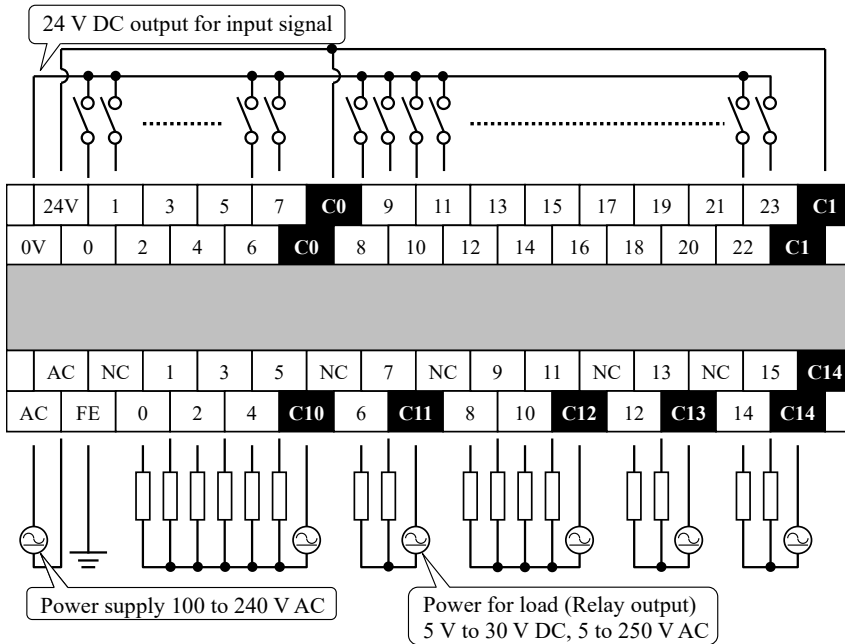 24 V DC output for input signal
24V 1 3 5 7 C0 9 11 13 15 17 19 21 23 C1
0V 0 2 4 6 C0 8 10 12 14 16 18 20 22 C1
AC NC 1 3 5 NC 7 NC 9 11 NC 13 NC 15 C14
AC FE 0 2 4 C10 6 C11 8 10 C12 12 C13 14 C14
Power supply 100 to 240 V AC
Power for load (Relay output)
5 V to 30 V DC, 5 to 250 V AC